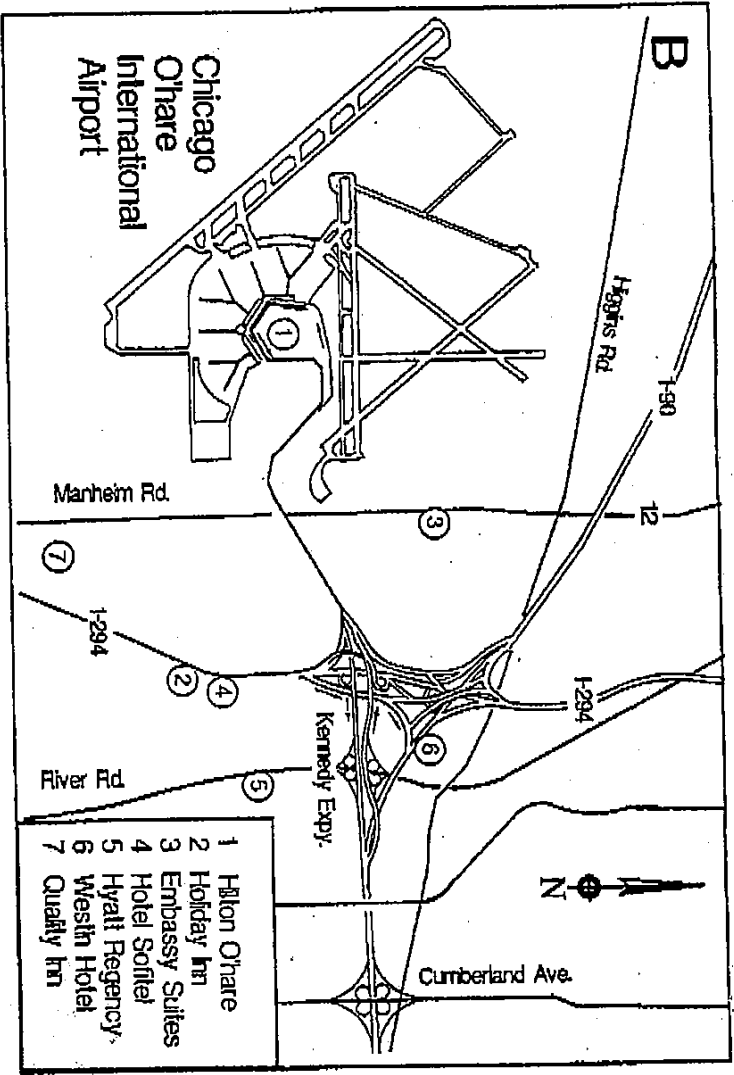 B
Chicago
O'hare
International
Airport
Higgins Rd.
I-90
12
Manheim Rd.
1
3
7
I-294
2
4
I-294
6
Kennedy Expy.
River Rd.
5
N
Cumberland Ave.
1 Hilton O'hare
2 Holiday Inn
3 Embassy Suites
4 Hotel Sofitel
5 Hyatt Regency
6 Westin Hotel
7 Quality Inn